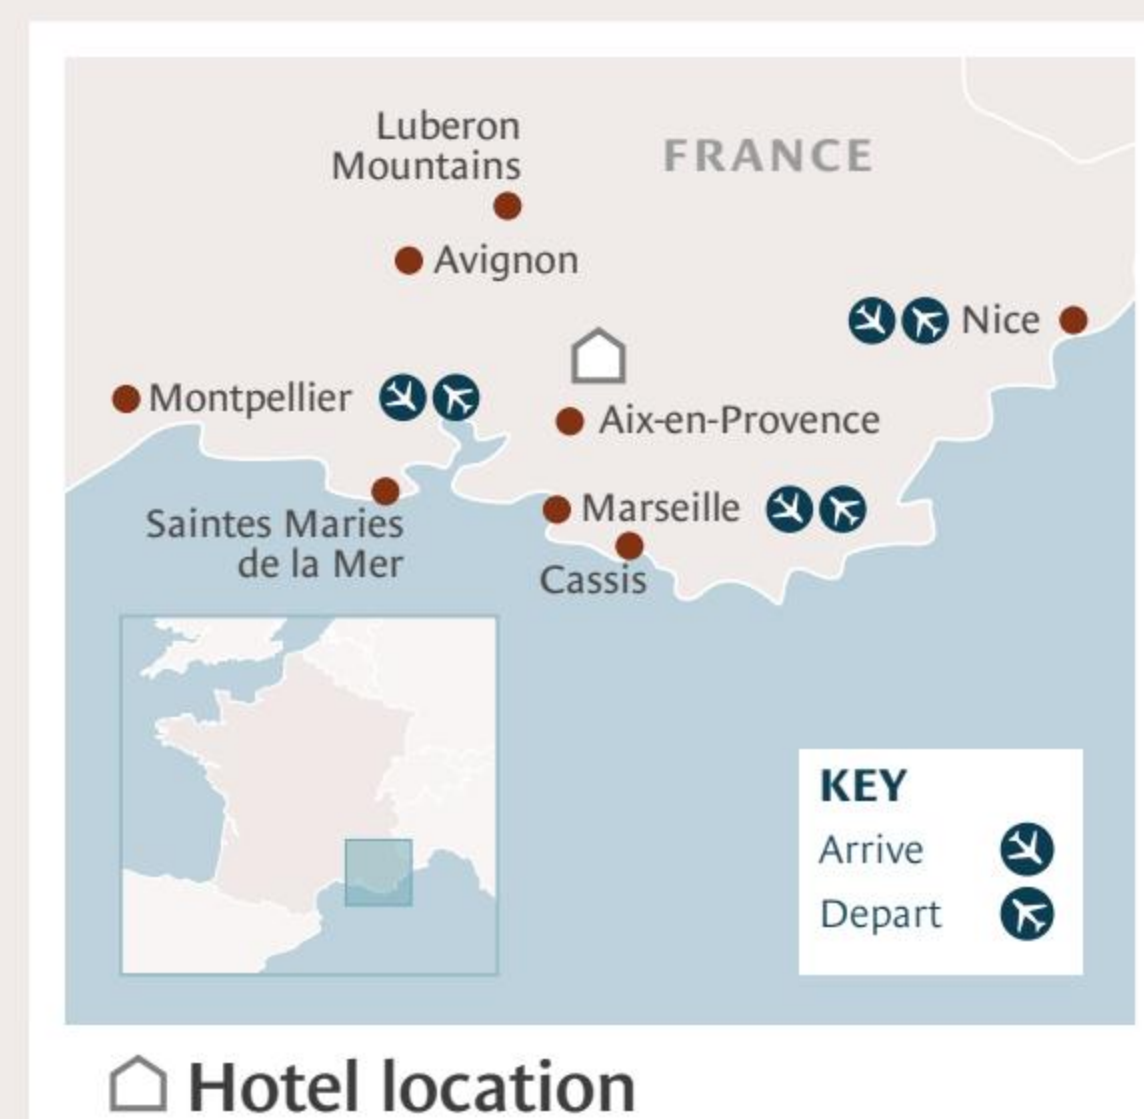 Luberon
Mountains
FRANCE
Avignon
Nice
Montpellier
Aix-en-Provence
Marseille
Saintes Maries
de la Mer
Cassis
KEY
Arrive
Depart
Hotel location